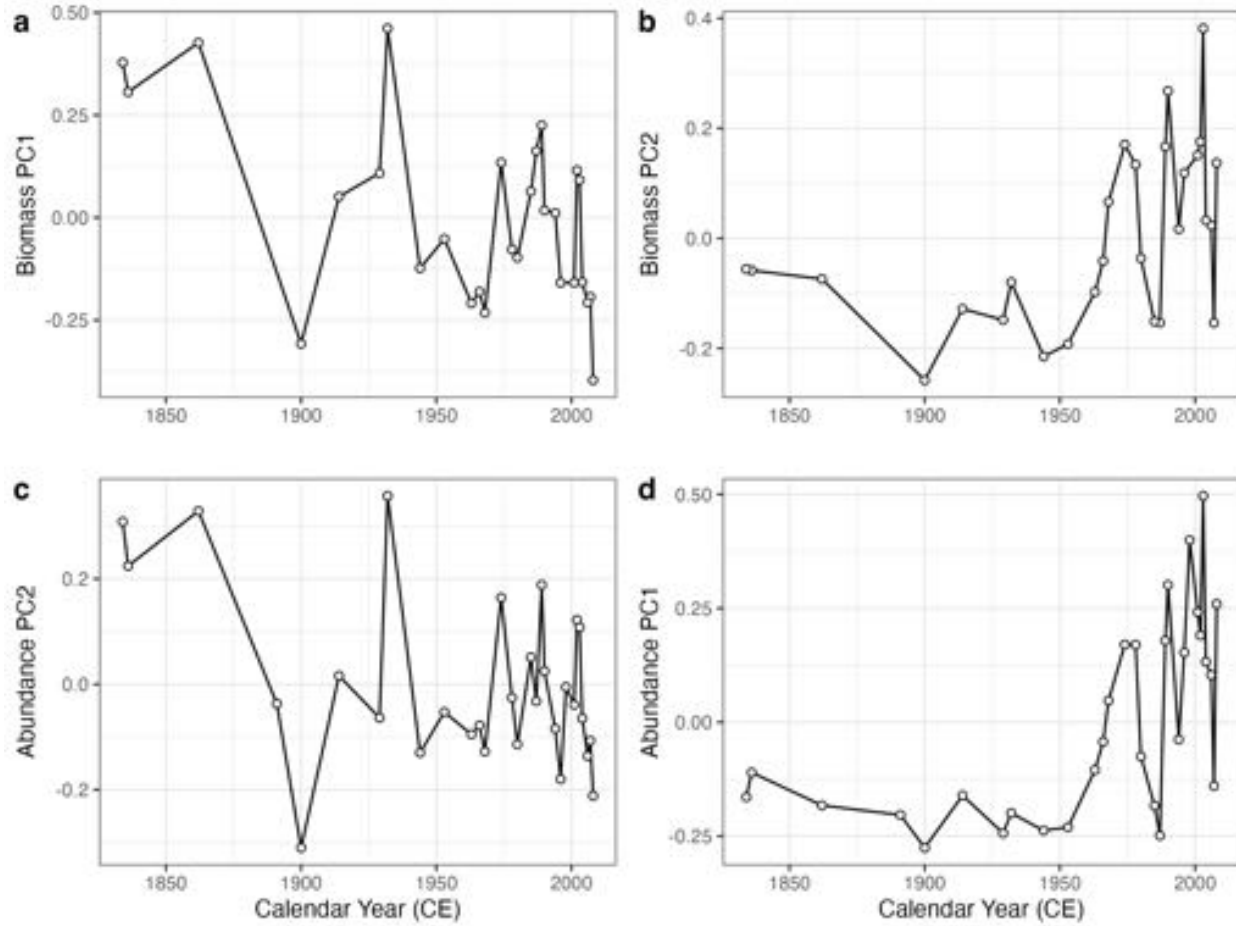 a
Biomass PC1
0.50
0.25
0.00
-0.25
1850 1900 1950 2000
b
Biomass PC2
0.4
0.2
0.0
-0.2
1850 1900 1950 2000
c
Abundance PC2
0.2
0.0
-0.2
1850 1900 1950 2000
Calendar Year (CE)
d
Abundance PC1
0.50
0.25
0.00
-0.25
1850 1900 1950 2000
Calendar Year (CE)